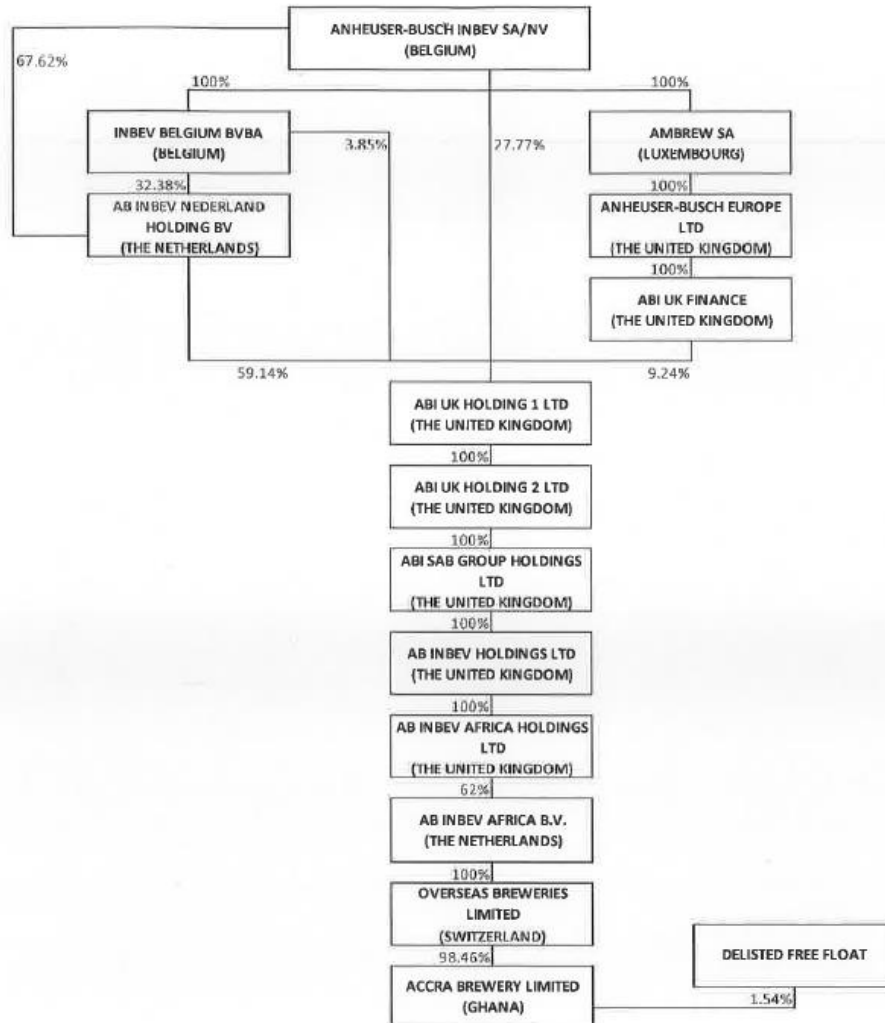 ANHEUSER-BUSCH INBEV SA/NV
(BELGIUM)
67.62%
100%
100%
INBEV BELGIUM BVBA
(BELGIUM)
3.85%
27.77%
AMBREW SA
(LUXEMBOURG)
32.38%
100%
AB INBEV NEDERLAND
HOLDING BV
(THE NETHERLANDS)
ANHEUSER-BUSCH EUROPE
LTD
(THE UNITED KINGDOM)
100%
ABI UK FINANCE
(THE UNITED KINGDOM)
59.14%
9.24%
ABI UK HOLDING 1 LTD
(THE UNITED KINGDOM)
100%
ABI UK HOLDING 2 LTD
(THE UNITED KINGDOM)
100%
ABI SAB GROUP HOLDINGS
LTD
(THE UNITED KINGDOM)
100%
AB INBEV HOLDINGS LTD
(THE UNITED KINGDOM)
100%
AB INBEV AFRICA HOLDINGS
LTD
(THE UNITED KINGDOM)
62%
AB INBEV AFRICA B.V.
(THE NETHERLANDS)
100%
OVERSEAS BREWERIES
LIMITED
(SWITZERLAND)
98.46%
DELISTED FREE FLOAT
ACCRA BREWERY LIMITED
(GHANA)
1.54%